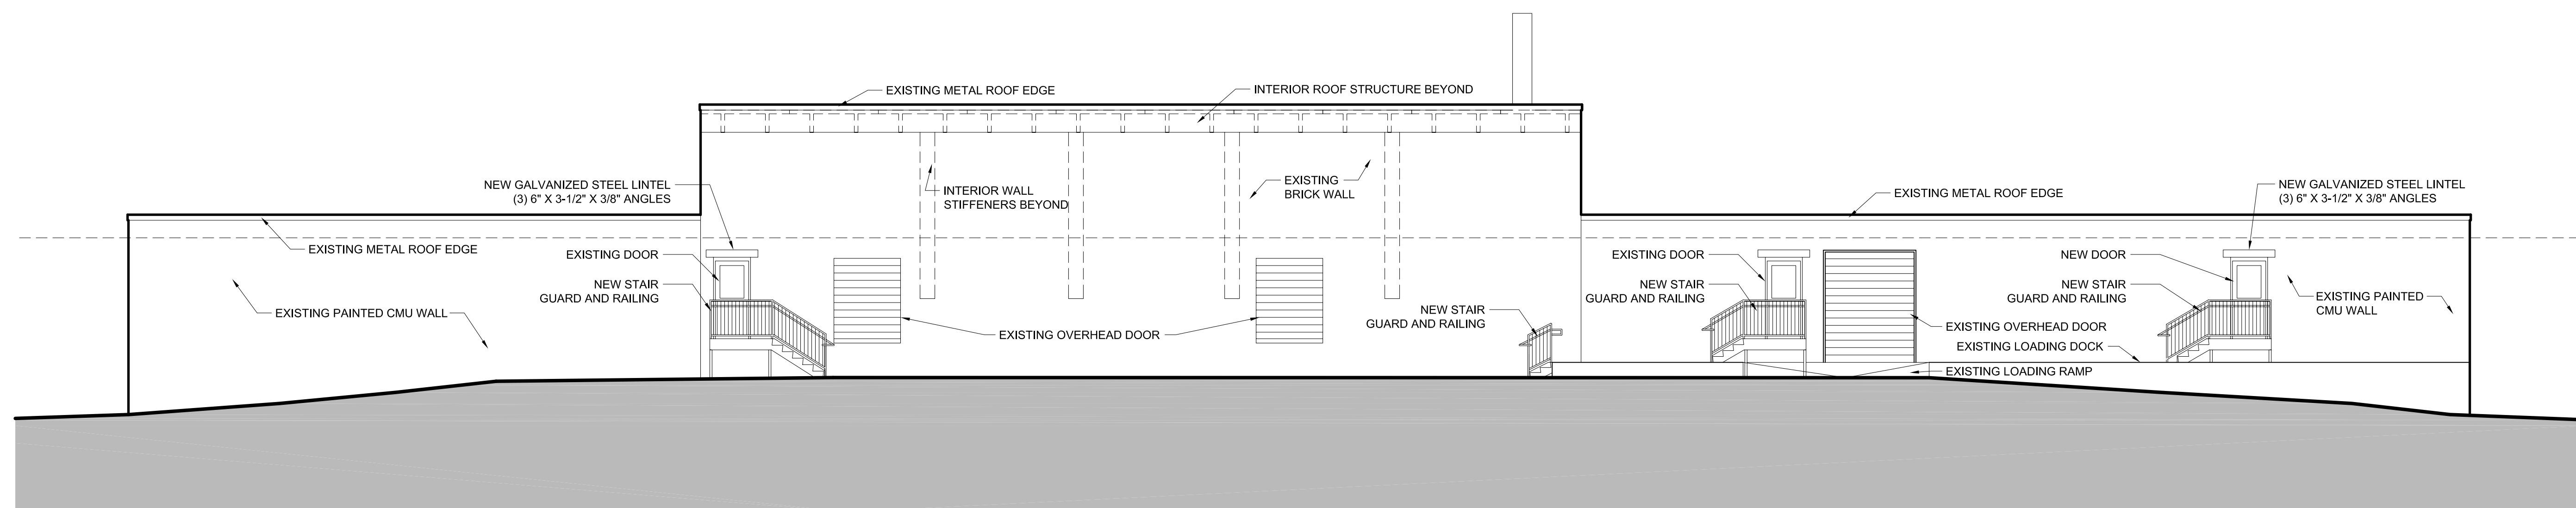 EXISTING METAL ROOF EDGE
INTERIOR ROOF STRUCTURE BEYOND
NEW GALVANIZED STEEL LINTEL
(3) 6" X 3-1/2" X 3/8" ANGLES
INTERIOR WALL
STIFFENERS BEYOND
EXISTING
BRICK WALL
EXISTING METAL ROOF EDGE
NEW GALVANIZED STEEL LINTEL
(3) 6" X 3-1/2" X 3/8" ANGLES
EXISTING METAL ROOF EDGE
EXISTING DOOR
NEW STAIR
GUARD AND RAILING
EXISTING PAINTED CMU WALL
EXISTING OVERHEAD DOOR
NEW STAIR
GUARD AND RAILING
EXISTING DOOR
NEW STAIR
GUARD AND RAILING
NEW DOOR
NEW STAIR
GUARD AND RAILING
EXISTING PAINTED
CMU WALL
EXISTING OVERHEAD DOOR
EXISTING LOADING DOCK
EXISTING LOADING RAMP